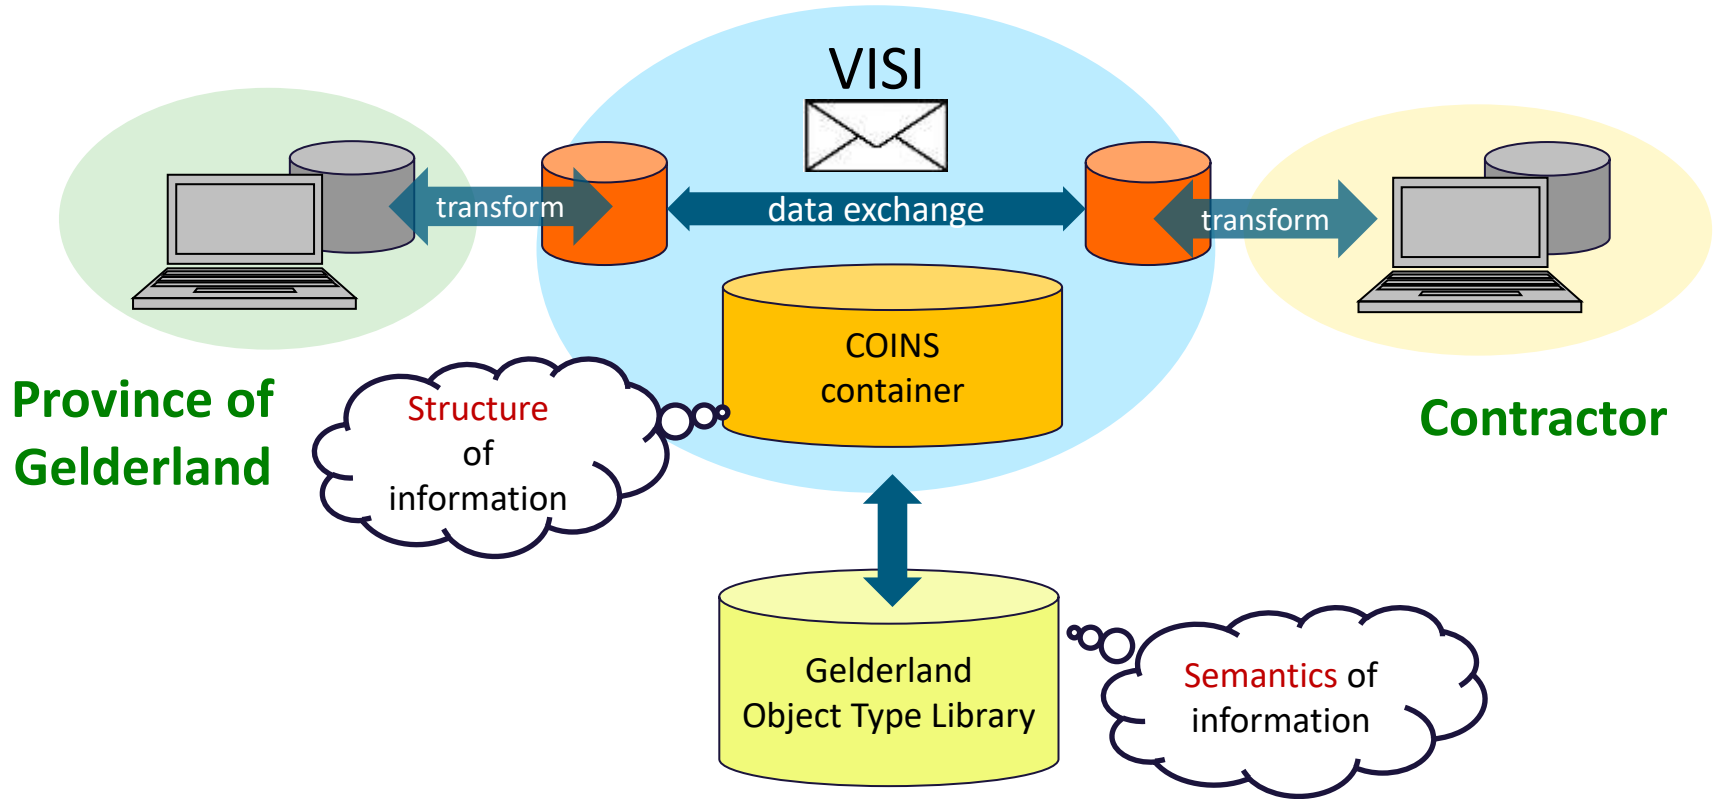 VISI
transform
data exchange
transform
COINS
container
Province of
Gelderland
Structure
of
information
Contractor
Gelderland
Object Type Library
Semantics of
information